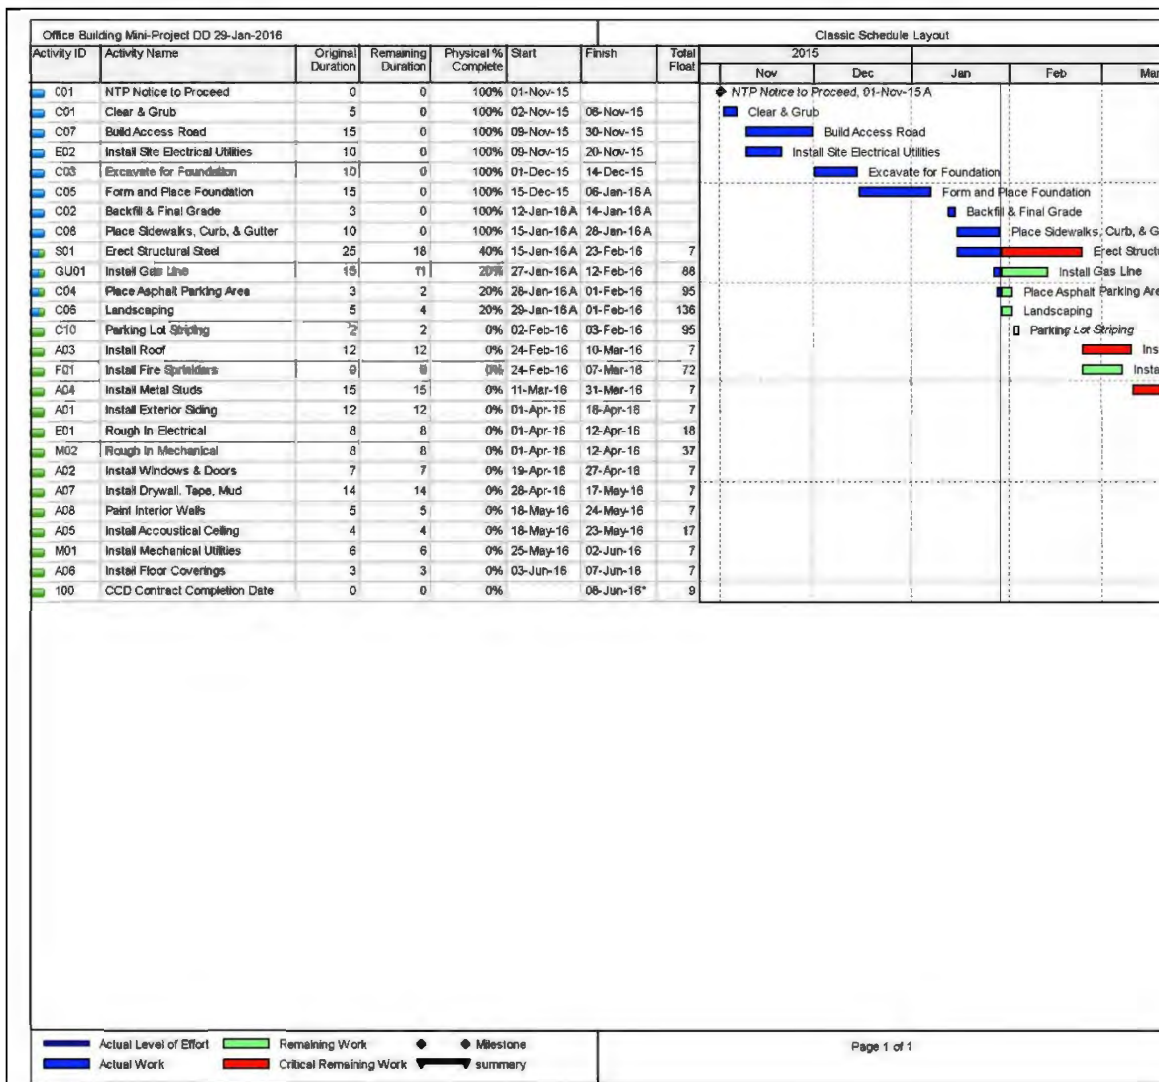 Office Building Mini-Project DD 29-Jan-2016 Classic Schedule Layout
Activity ID Activity Name Original Duration Remaining Duration Physical % Complete Start Finish Total Float 2015
Nov Dec Jan Feb Mar
C01 NTP Notice to Proceed 0 0 100% 01-Nov-15 NTP Notice to Proceed, 01-Nov-15 A
C01 Clear & Grub 5 0 100% 02-Nov-15 06-Nov-15 Clear & Grub
C07 Build Access Road 15 0 100% 09-Nov-15 30-Nov-15 Build Access Road
E02 Install Site Electrical Utilities 10 0 100% 09-Nov-15 20-Nov-15 Install Site Electrical Utilities
C03 Excavate for Foundation 10 0 100% 01-Dec-15 14-Dec-15 Excavate for Foundation
C05 Form and Place Foundation 15 0 100% 15-Dec-15 06-Jan-16 A Form and Place Foundation
C02 Backfill & Final Grade 3 0 100% 12-Jan-16 A 14-Jan-16 A Backfill & Final Grade
C08 Place Sidewalks, Curb, & Gutter 10 0 100% 15-Jan-16 A 28-Jan-16 A Place Sidewalks, Curb, & G
S01 Erect Structural Steel 25 18 40% 15-Jan-16 A 23-Feb-16 7 Erect Struct
GU01 Install Gas Line 15 11 20% 27-Jan-16 A 12-Feb-16 88 Install Gas Line
C04 Place Asphalt Parking Area 3 2 20% 28-Jan-16 A 01-Feb-16 95 Place Asphalt Parking Are
C06 Landscaping 5 4 20% 29-Jan-16 A 01-Feb-16 136 Landscaping
C10 Parking Lot Striping 2 2 0% 02-Feb-16 03-Feb-16 95 Parking Lot Striping
A03 Install Roof 12 12 0% 24-Feb-16 10-Mar-16 7 Ins
F01 Install Fire Sprinklers 9 9 0% 24-Feb-16 07-Mar-16 72 Insta
A04 Install Metal Studs 15 15 0% 11-Mar-16 31-Mar-16 7
A01 Install Exterior Siding 12 12 0% 01-Apr-16 18-Apr-16 7
E01 Rough In Electrical 8 8 0% 01-Apr-16 12-Apr-16 18
M02 Rough In Mechanical 8 8 0% 01-Apr-16 12-Apr-16 37
A02 Install Windows & Doors 7 7 0% 19-Apr-16 27-Apr-16 7
A07 Install Drywall, Tape, Mud 14 14 0% 28-Apr-16 17-May-16 7
A08 Paint Interior Walls 5 5 0% 18-May-16 24-May-16 7
A05 Install Accoustical Ceiling 4 4 0% 18-May-16 23-May-16 17
M01 Install Mechanical Utilities 6 6 0% 25-May-16 02-Jun-16 7
A06 Install Floor Coverings 3 3 0% 03-Jun-16 07-Jun-16 7
100 CCD Contract Completion Date 0 0 0% 08-Jun-16* 9
Actual Level of Effort Remaining Work Milestone Page 1 of 1
Actual Work Critical Remaining Work summary